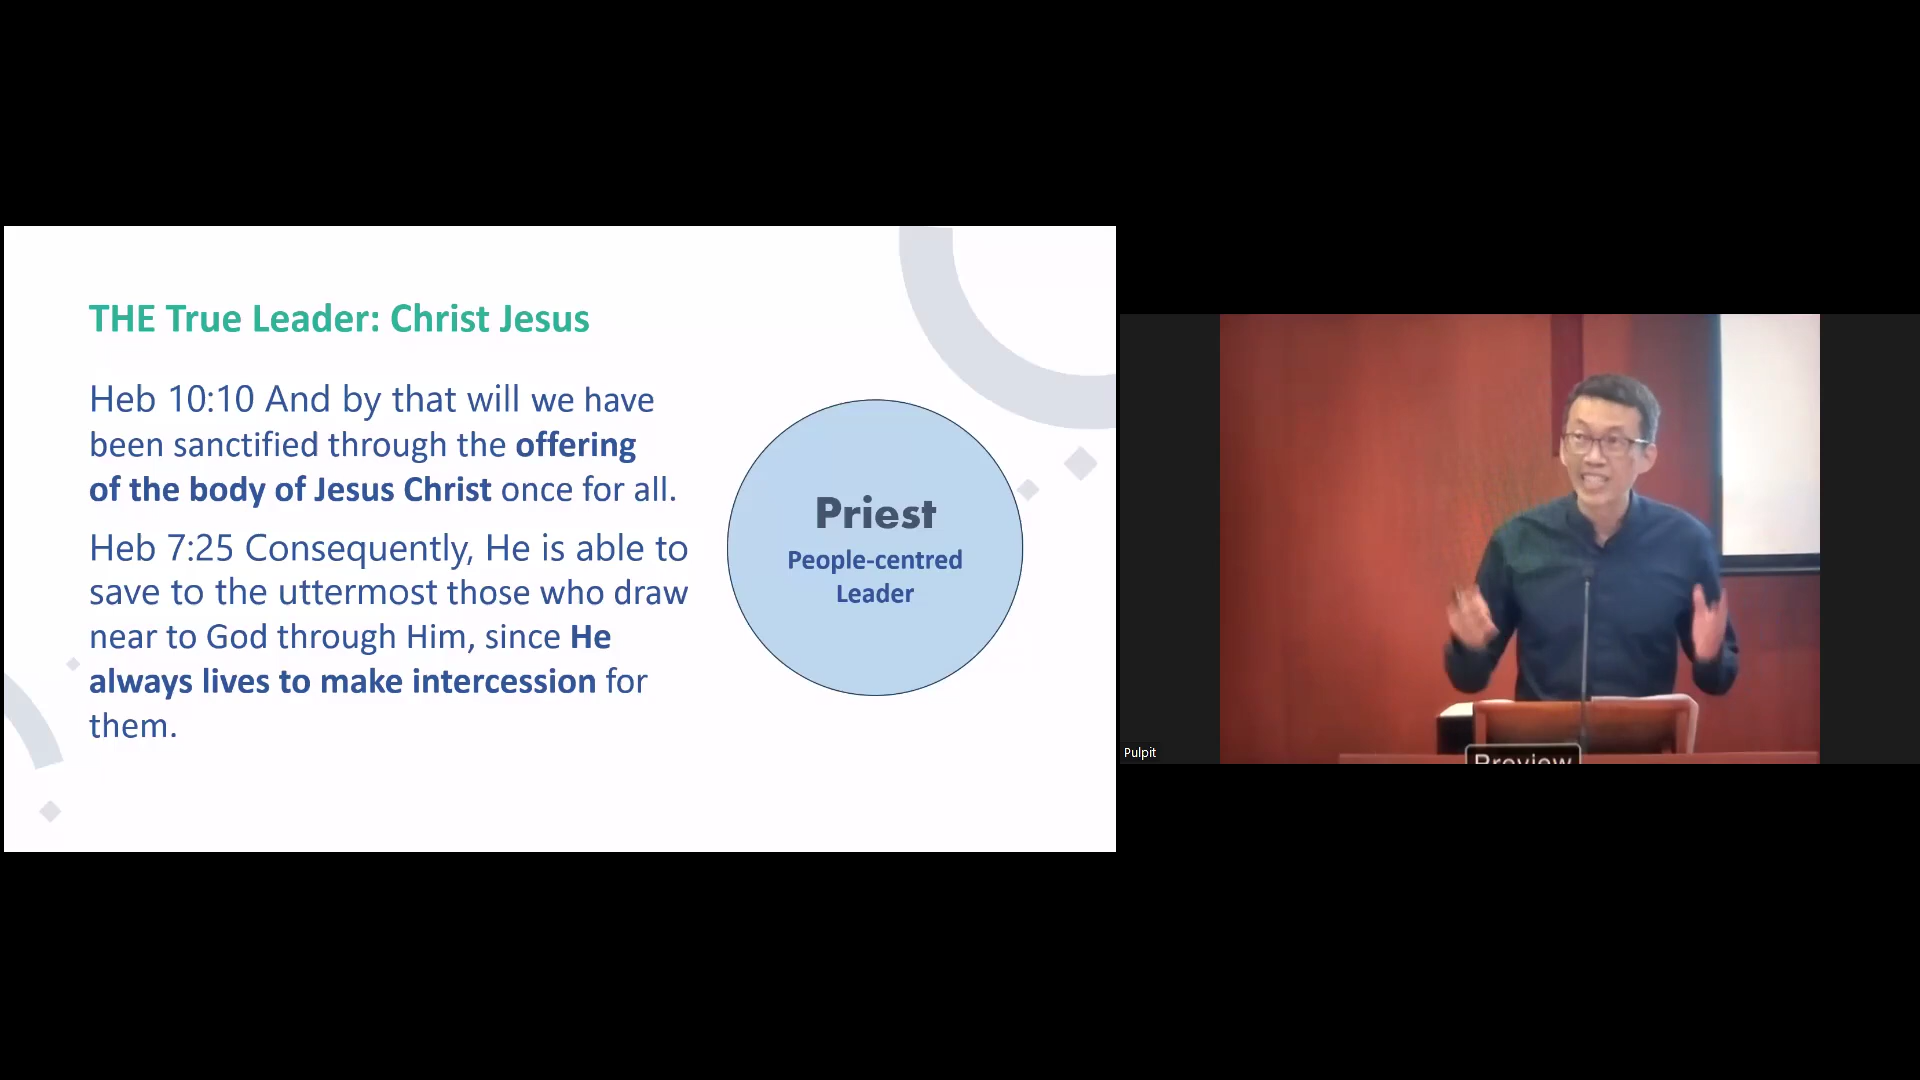 THE True Leader: Christ Jesus
Heb 10:10 And by that will we have
been sanctified through the offering
of the body of Jesus Christ once for all.
Heb 7:25 Consequently, He is able to
save to the uttermost those who draw
near to God through Him, since He
always lives to make intercession for
them.
Priest
People-centred
Leader
Pulpit
Preview